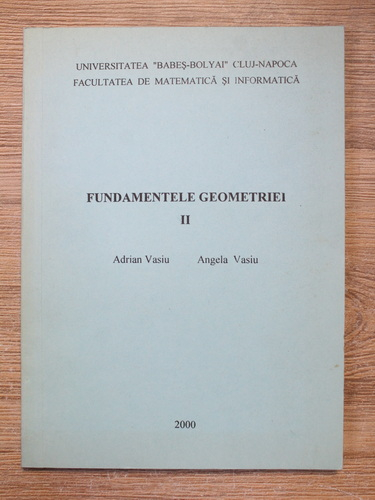 UNIVERSITATEA "BABEŞ-BOLYAI" CLUJ-NAPOCA
FACULTATEA DE MATEMATICĂ ŞI INFORMATICĂ
FUNDAMENTELE GEOMETRIEI
II
Adrian Vasiu Angela Vasiu
2000